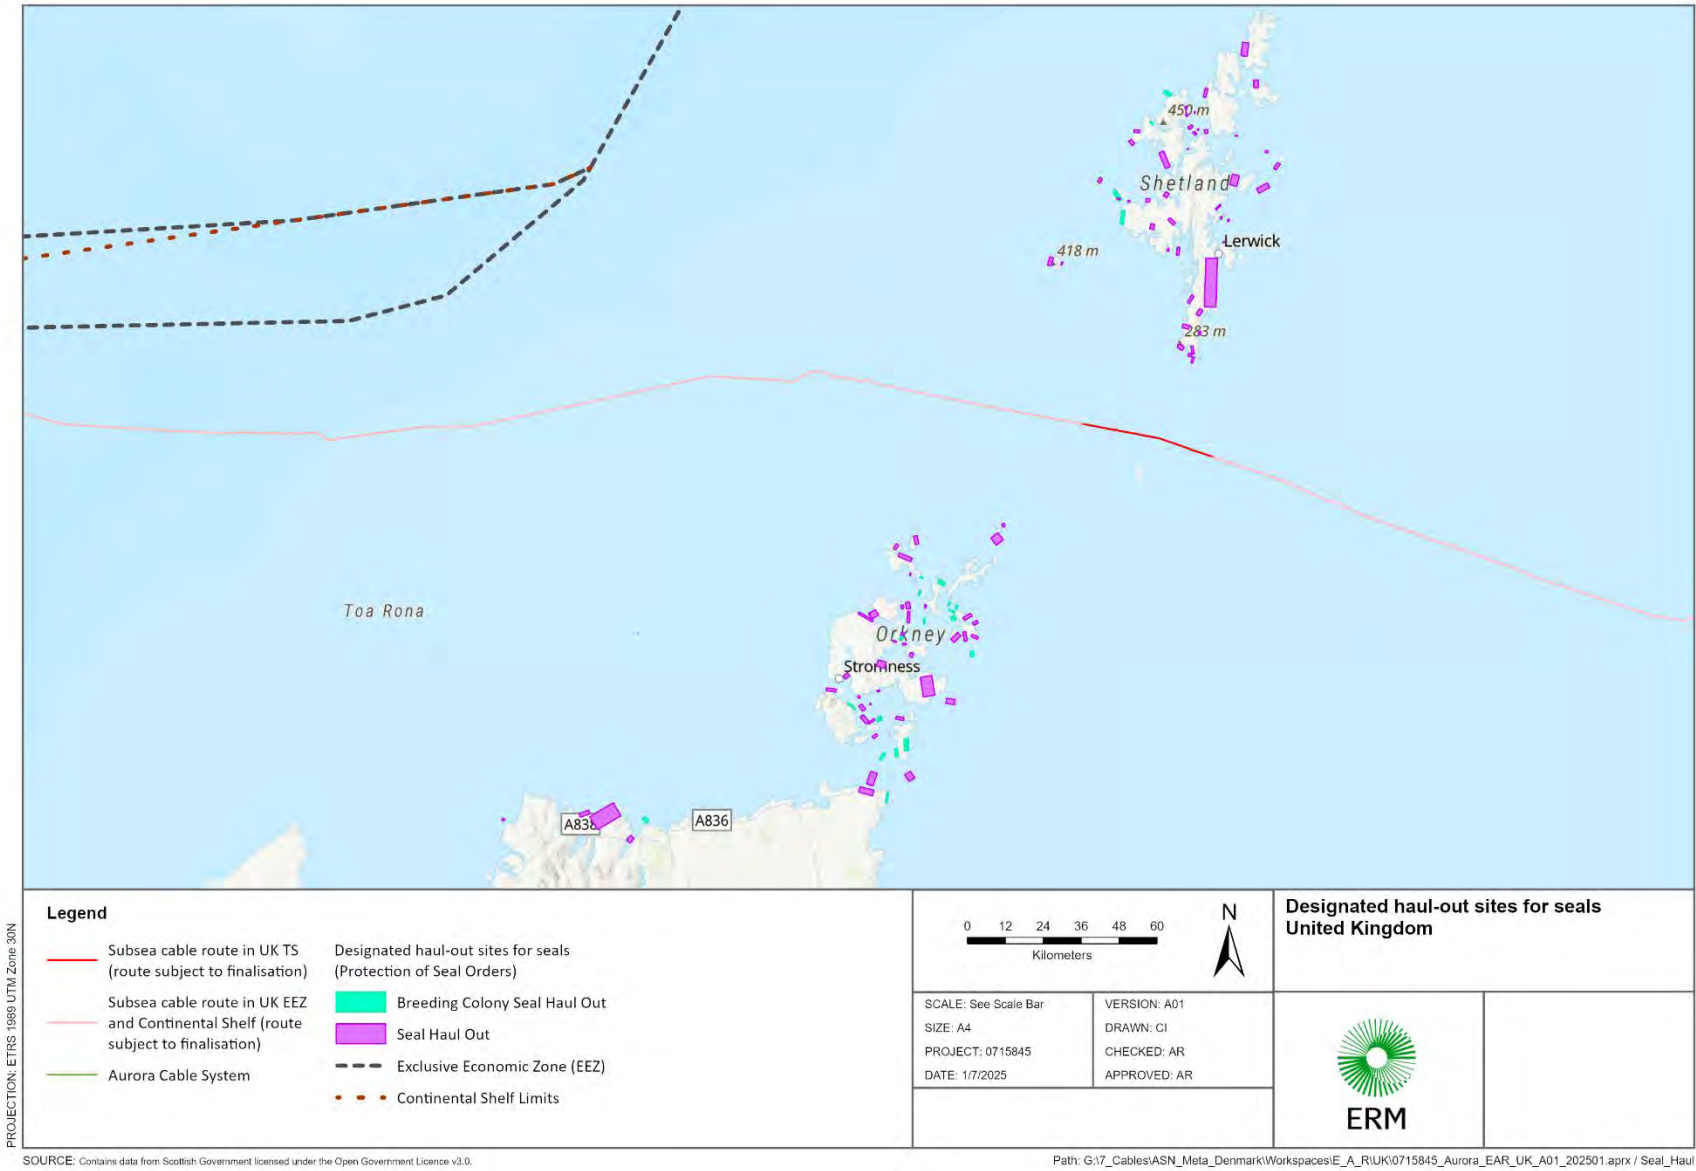 450 m
Shetland
Lerwick
418 m
283 m
Toa Rona
Orkney
Stromness
A838
A836
PROJECTION: ETRS 1989 UTM Zone 30N
Legend
Subsea cable route in UK TS
(route subject to finalisation)
Subsea cable route in UK EEZ
and Continental Shelf (route
subject to finalisation)
Aurora Cable System
Designated haul-out sites for seals
(Protection of Seal Orders)
Breeding Colony Seal Haul Out
Seal Haul Out
Exclusive Economic Zone (EEZ)
Continental Shelf Limits
0 12 24 36 48 60
Kilometers
N
SCALE: See Scale Bar
SIZE: A4
PROJECT: 0715845
DATE: 1/7/2025
VERSION: A01
DRAWN: CI
CHECKED: AR
APPROVED: AR
Designated haul-out sites for seals
United Kingdom
ERM
SOURCE: Contains data from Scottish Government licensed under the Open Government Licence v3.0.
Path: G:\7_Cables\ASN_Meta_Denmark\Workspaces\E_A_R\UK\0715845_Aurora_EAR_UK_A01_202501.aprx / Seal_Haul